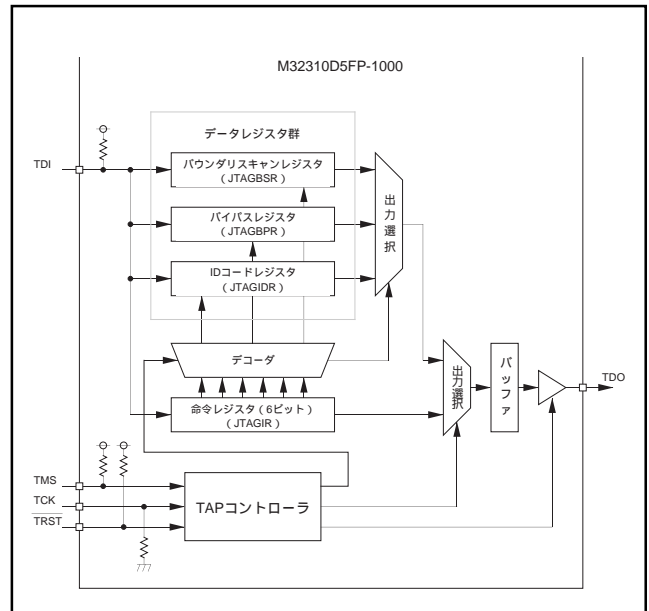 M32310D5FP-1000
データレジスタ群
TDI
バウンダリスキャンレジスタ
（JTAGBSR）
バイパスレジスタ
（JTAGBPR）
IDコードレジスタ
（JTAGIDR）
出力選択
デコーダ
命令レジスタ（6ビット）
（JTAGIR）
出力選択
バッファ
TDO
TMS
TCK
TRST
TAPコントローラ